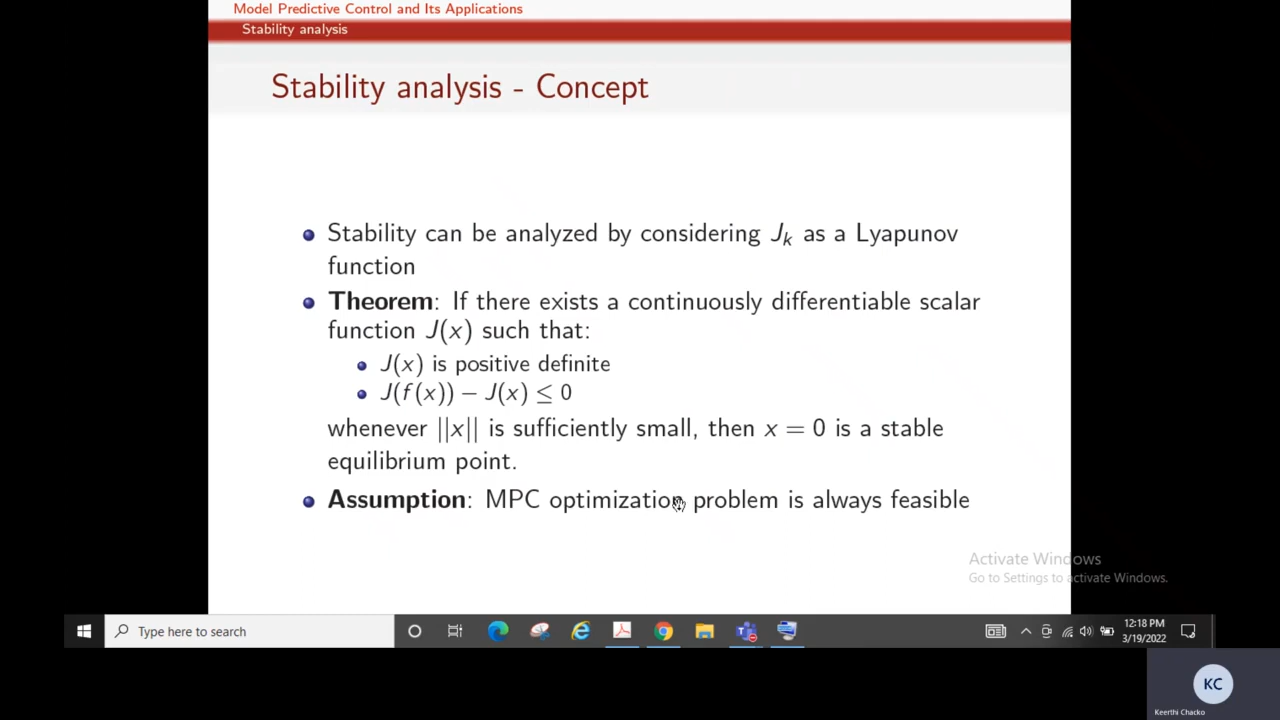 Model Predictive Control and Its Applications
Stability analysis
Stability analysis - Concept
Stability can be analyzed by considering Jₖ as a Lyapunov
function
Theorem: If there exists a continuously differentiable scalar
function J(x) such that:
J(x) is positive definite
J(f(x)) − J(x) ≤ 0
whenever ||x|| is sufficiently small, then x = 0 is a stable
equilibrium point.
Assumption: MPC optimization problem is always feasible
Activate Windows
Go to Settings to activate Windows.
Type here to search
12:18 PM
3/19/2022
KC
Keerthi Chacko